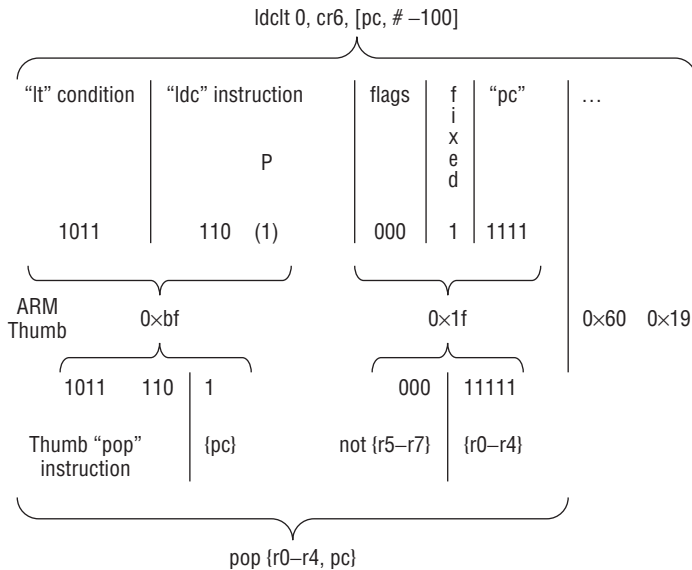 ldclt 0, cr6, [pc, # –100]
“lt” condition “ldc” instruction flags fixed “pc” …
P
1011 110 (1) 000 1 1111
ARM
Thumb
0×bf 0×1f 0×60 0×19
1011 110 1 000 11111
Thumb “pop” instruction {pc} not {r5–r7} {r0–r4}
pop {r0–r4, pc}